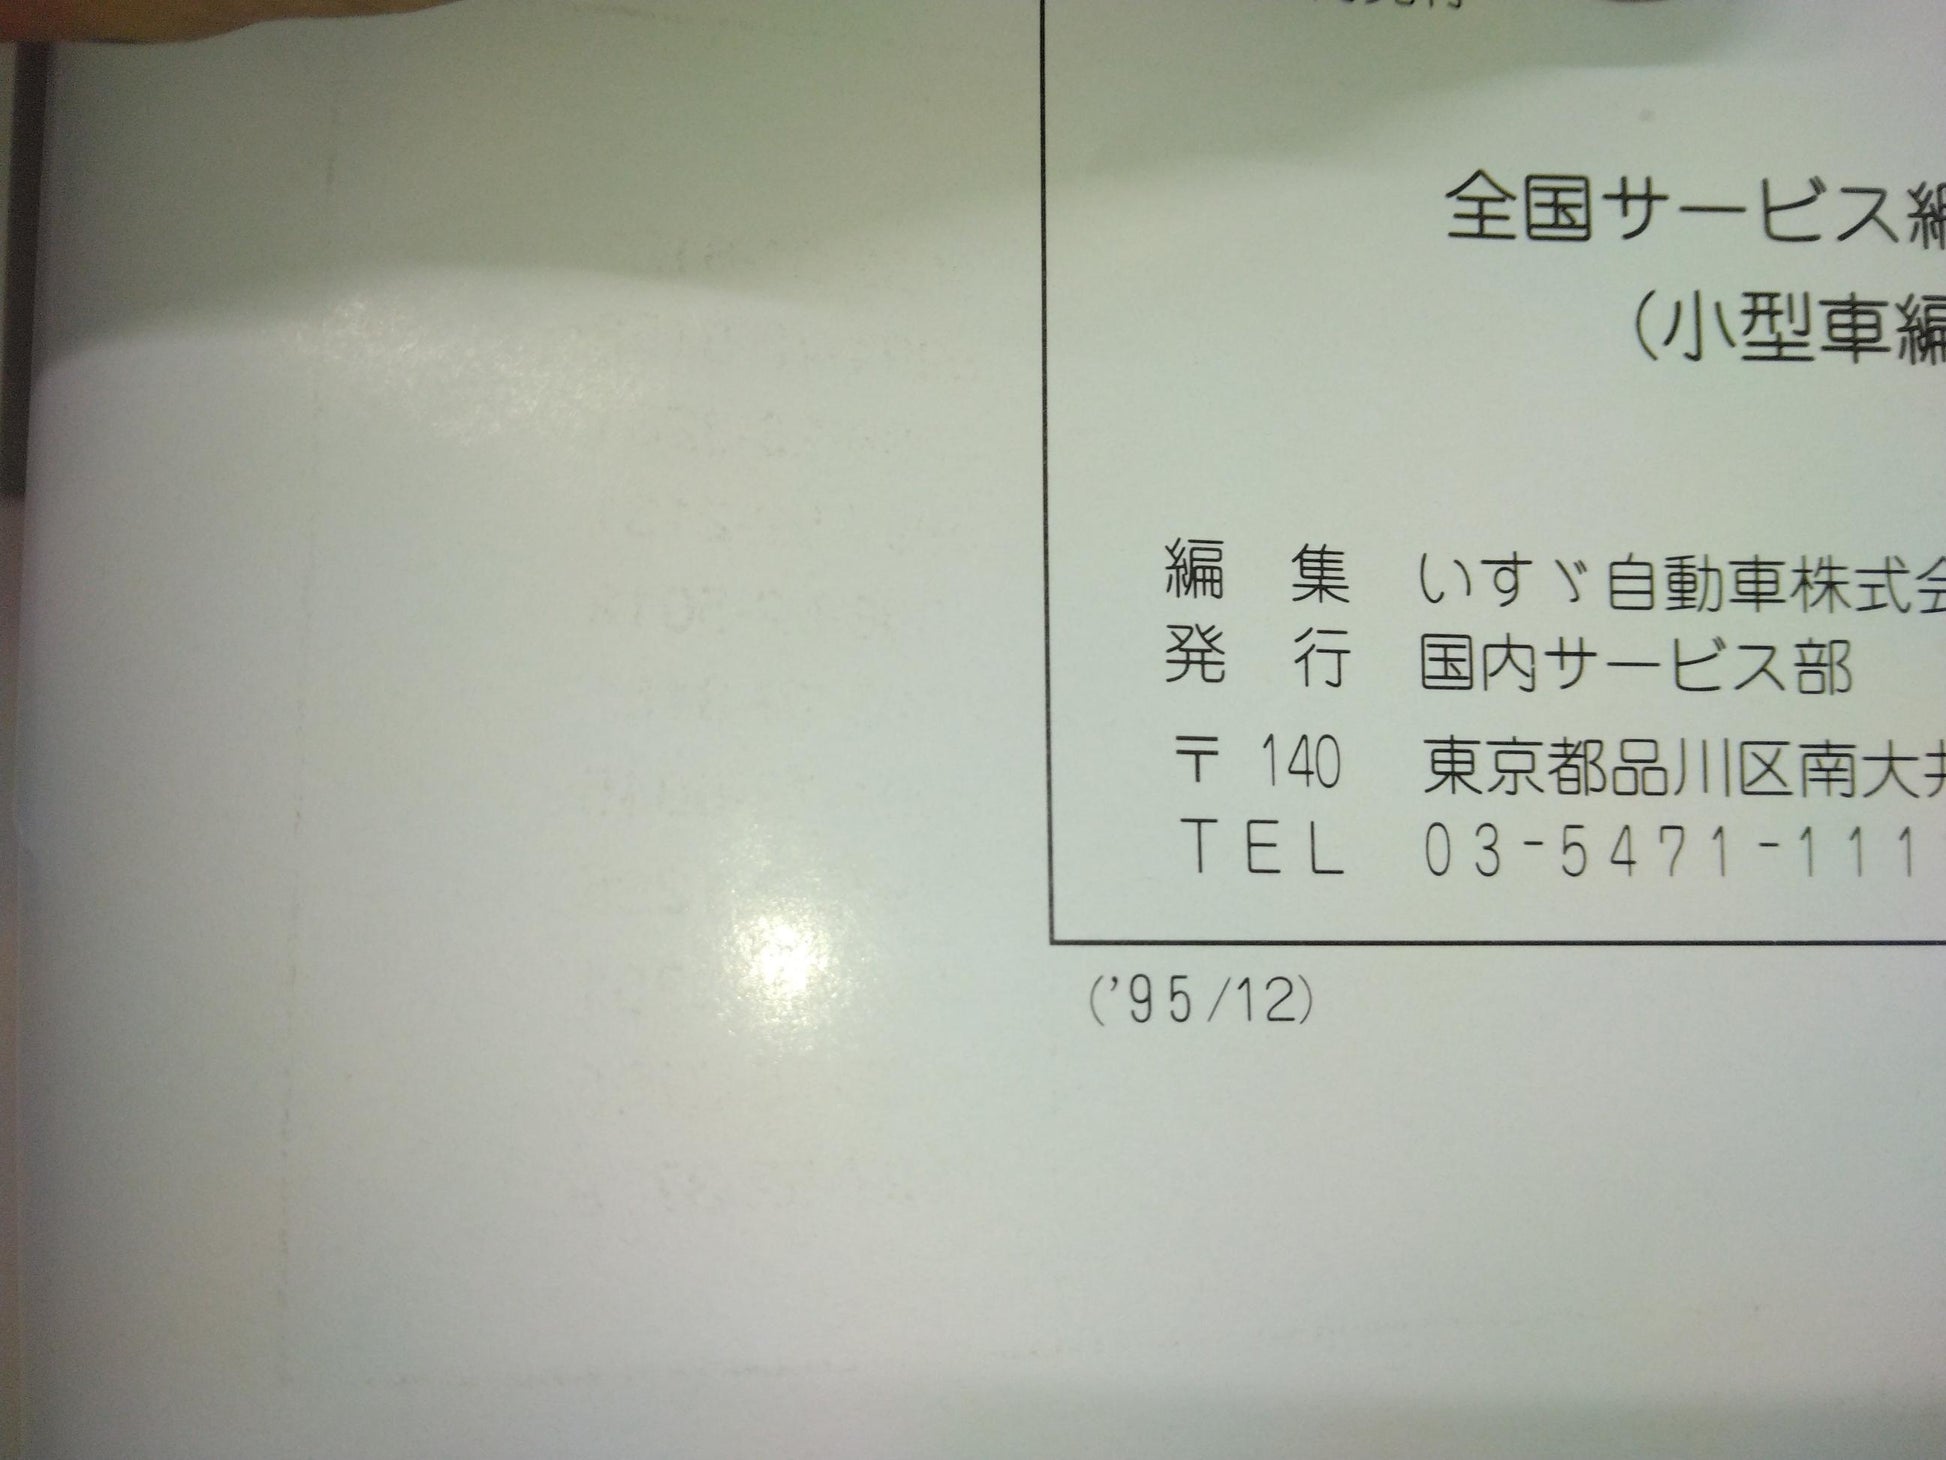 全国サービス網
(小型車編
編 集 いすゞ自動車株式会
発 行 国内サービス部
〒140 東京都品川区南大井
TEL 03-5471-111
('95/12)